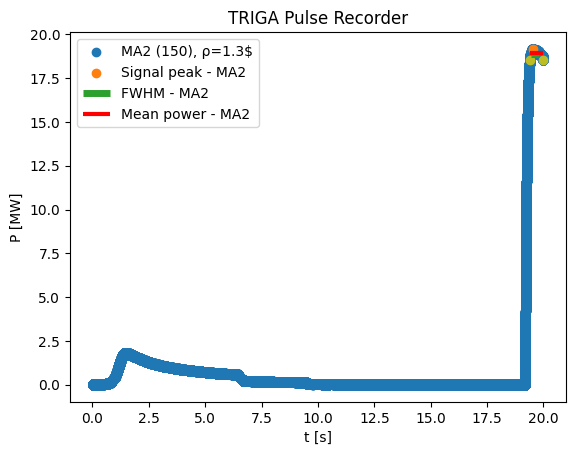 TRIGA Pulse Recorder
MA2 (150), ρ=1.3$
Signal peak - MA2
FWHM - MA2
Mean power - MA2
P [MW]
20.0
17.5
15.0
12.5
10.0
7.5
5.0
2.5
0.0
0.0 2.5 5.0 7.5 10.0 12.5 15.0 17.5 20.0
t [s]